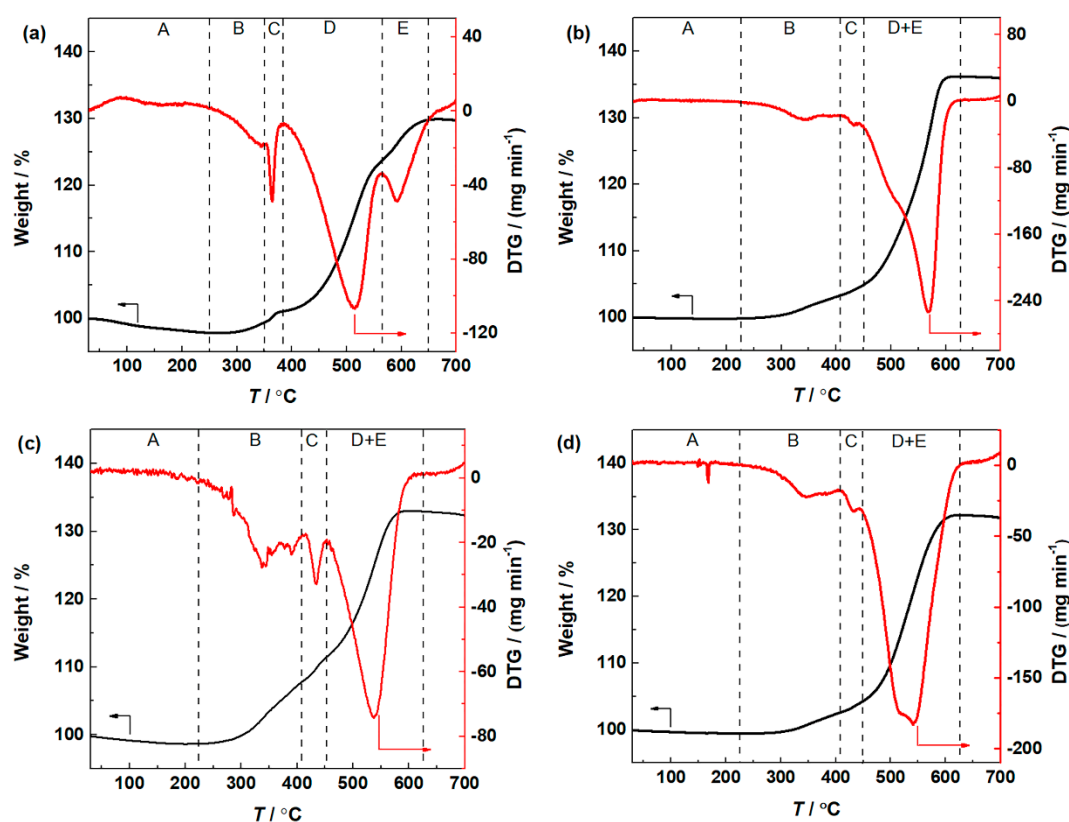 (a)
A B C D E
140
130
120
110
100
40
0
-40
-80
-120
Weight / %
DTG / (mg min-1)
100 200 300 400 500 600 700
T / °C
(b)
A B C D+E
140
130
120
110
100
80
0
-80
-160
-240
Weight / %
DTG / (mg min-1)
100 200 300 400 500 600 700
T / °C
(c)
A B C D+E
140
130
120
110
100
0
-20
-40
-60
-80
Weight / %
DTG / (mg min-1)
100 200 300 400 500 600 700
T / °C
(d)
A B C D+E
140
130
120
110
100
0
-50
-100
-150
-200
Weight / %
DTG / (mg min-1)
100 200 300 400 500 600 700
T / °C